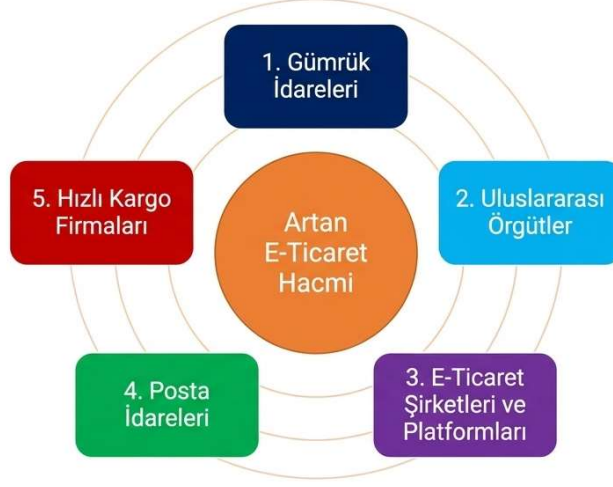 1. Gümrük
İdareleri
5. Hızlı Kargo
Firmaları
Artan
E-Ticaret
Hacmi
2. Uluslararası
Örgütler
4. Posta
İdareleri
3. E-Ticaret
Şirketleri ve
Platformları